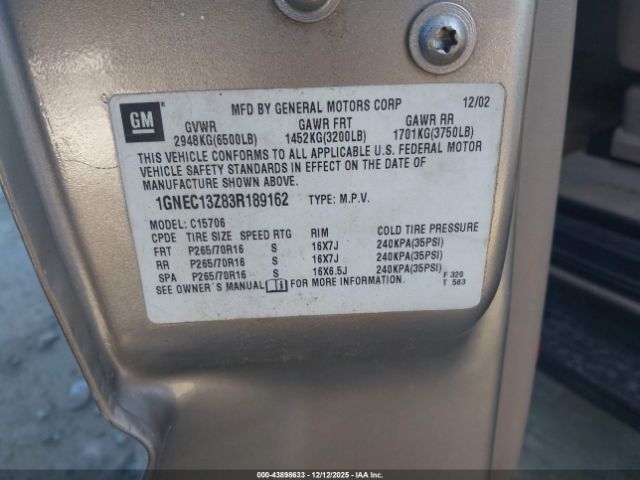 GM
MFD BY GENERAL MOTORS CORP 12/02
GVWR GAWR FRT GAWR RR
2948KG(6500LB) 1452KG(3200LB) 1701KG(3750LB)
THIS VEHICLE CONFORMS TO ALL APPLICABLE U.S. FEDERAL MOTOR
VEHICLE SAFETY STANDARDS IN EFFECT ON THE DATE OF
MANUFACTURE SHOWN ABOVE.
1GNEC13Z83R189162 TYPE: M.P.V.
MODEL: C15706
CPDE TIRE SIZE SPEED RTG RIM COLD TIRE PRESSURE
FRT P265/70R16 S 16X7J 240KPA(35PSI)
RR P265/70R16 S 16X7J 240KPA(35PSI)
SPA P265/70R16 S 16X6.5J 240KPA(35PSI)
SEE OWNER'S MANUAL FOR MORE INFORMATION.
F 320
T 583
00-43898633 - 12/12/2025 - IAAI.COM